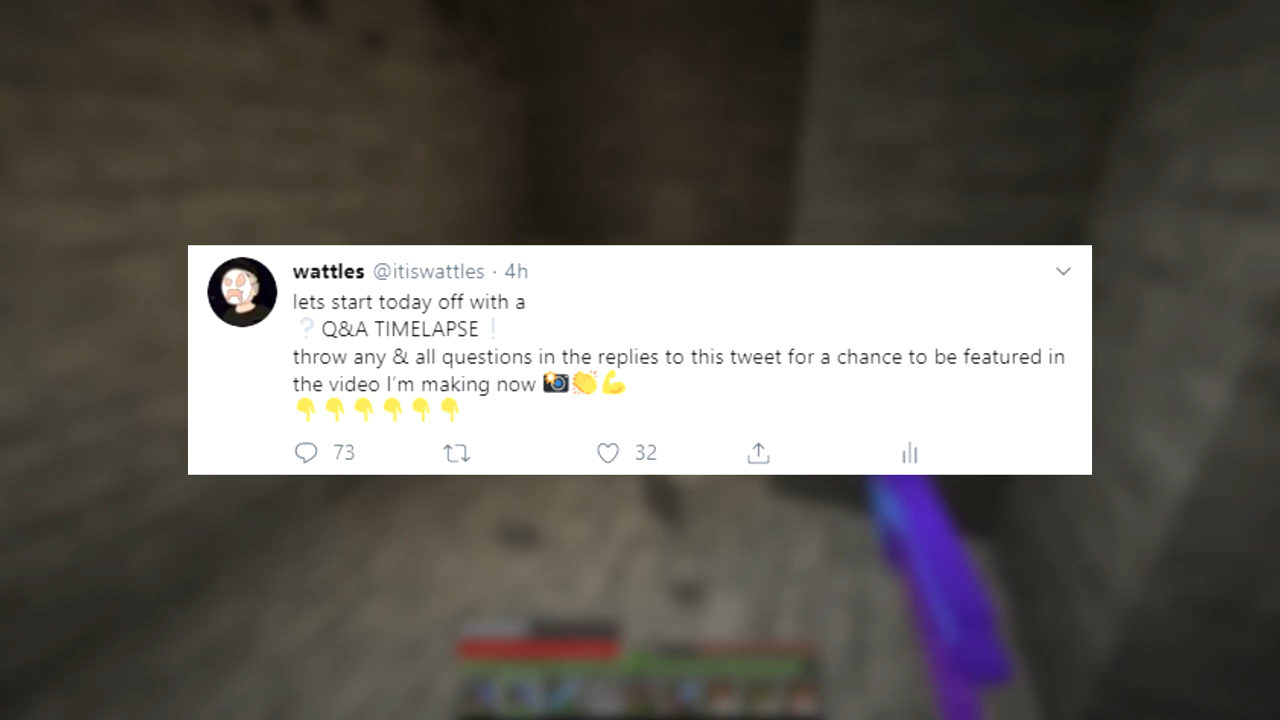 wattles @itiswattles · 4h
lets start today off with a
❔ Q&A TIMELAPSE ❕
throw any & all questions in the replies to this tweet for a chance to be featured in
the video I'm making now 📸👏💪
👇👇👇👇👇👇
73 32